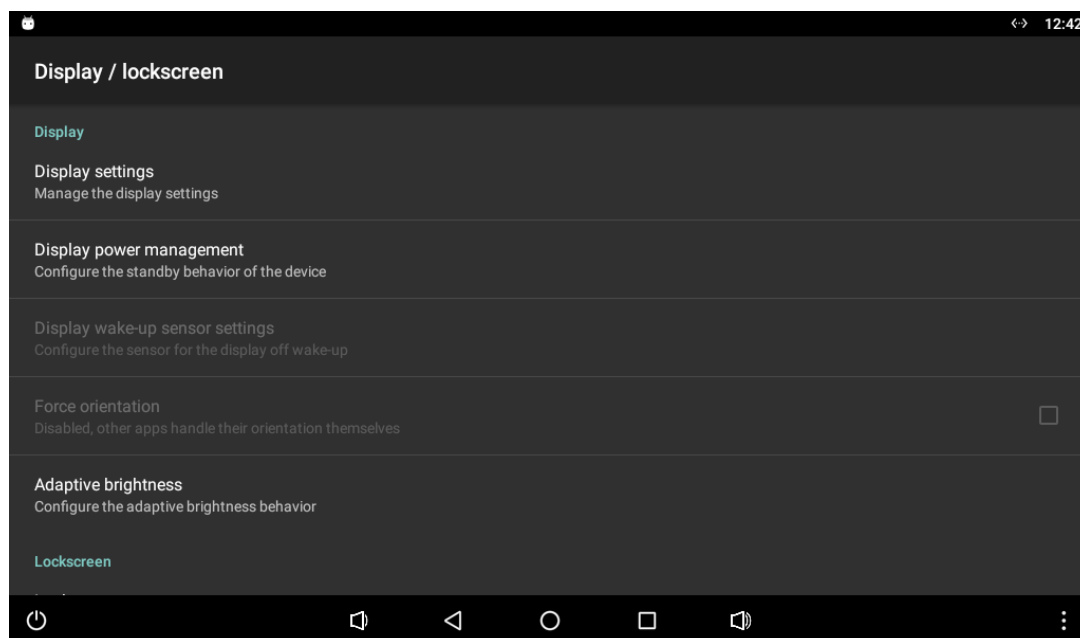 12:42
Display / lockscreen
Display
Display settings
Manage the display settings
Display power management
Configure the standby behavior of the device
Display wake-up sensor settings
Configure the sensor for the display off wake-up
Force orientation
Disabled, other apps handle their orientation themselves
Adaptive brightness
Configure the adaptive brightness behavior
Lockscreen